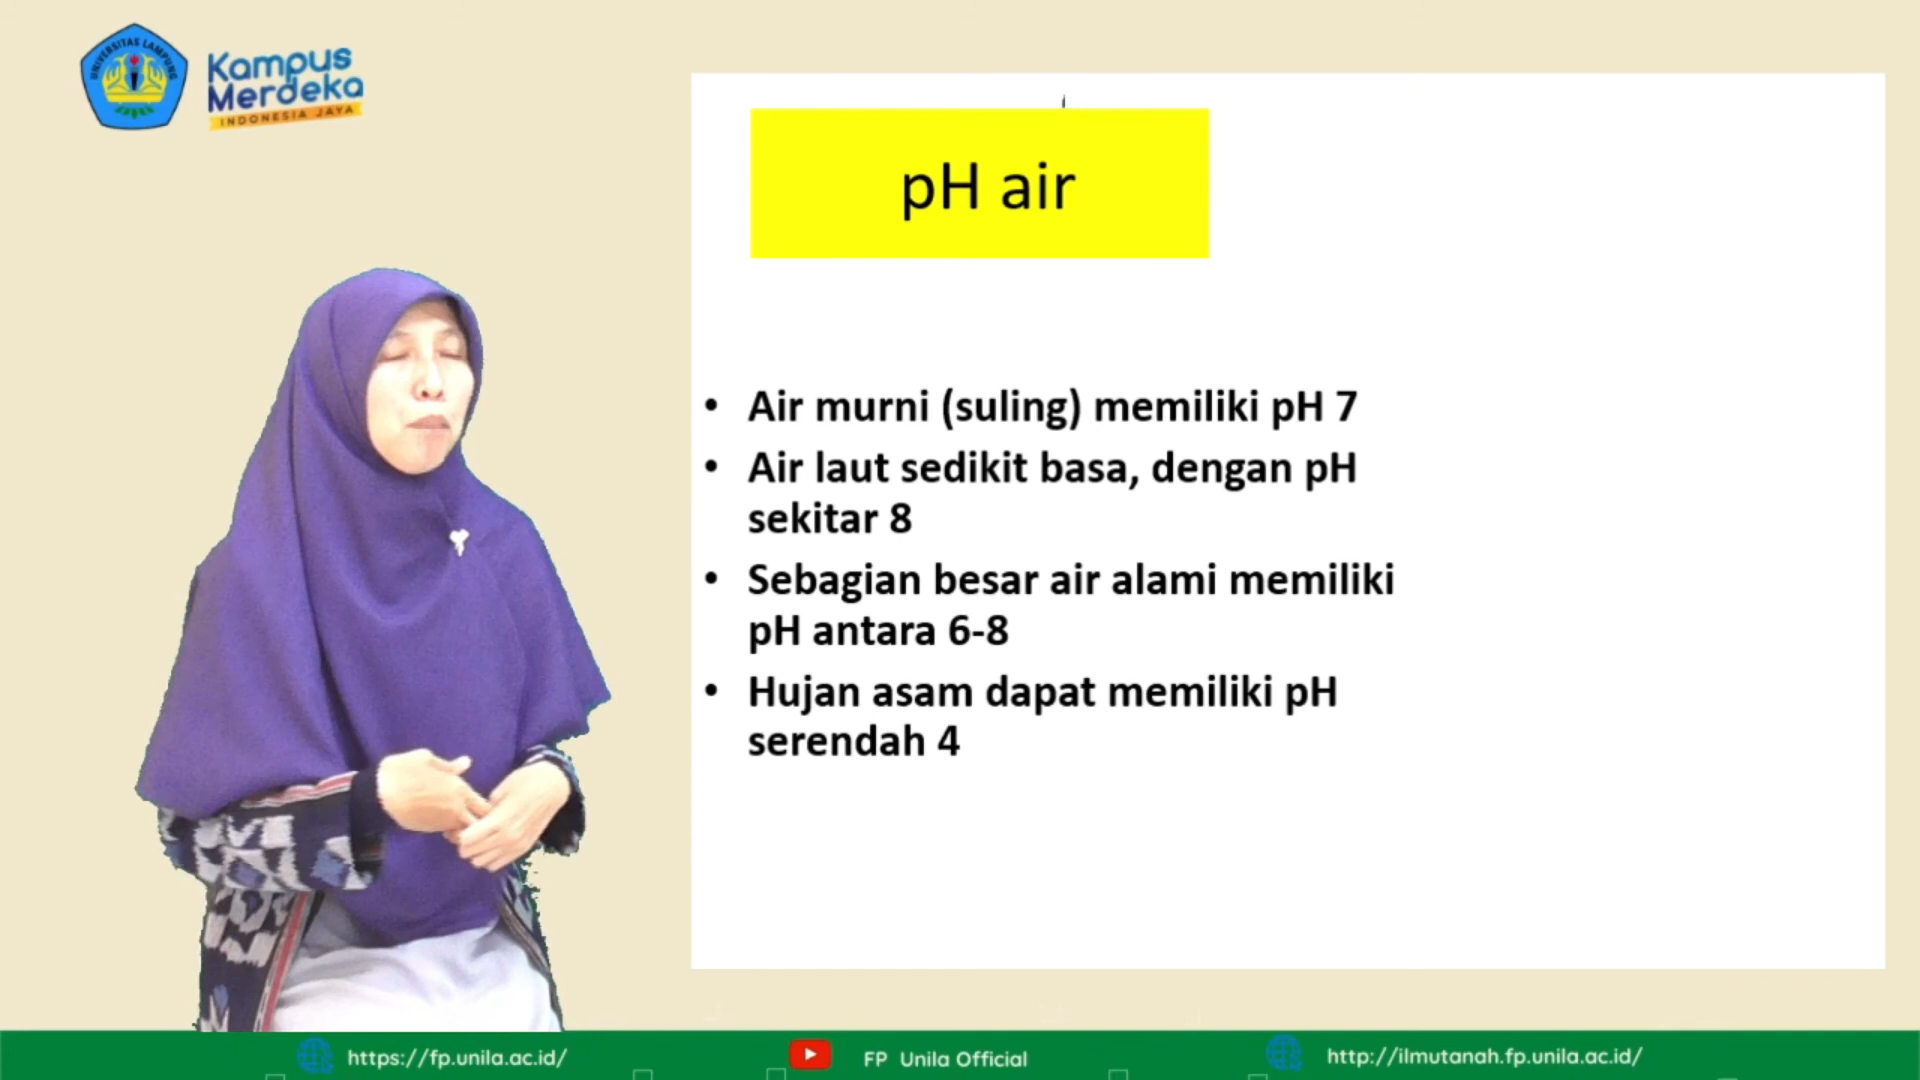 UNIVERSITAS LAMPUNG
Kampus
Merdeka
INDONESIA JAYA
pH air
• Air murni (suling) memiliki pH 7
• Air laut sedikit basa, dengan pH
sekitar 8
• Sebagian besar air alami memiliki
pH antara 6-8
• Hujan asam dapat memiliki pH
serendah 4
https://fp.unila.ac.id/
FP Unila Official
http://ilmutanah.fp.unila.ac.id/